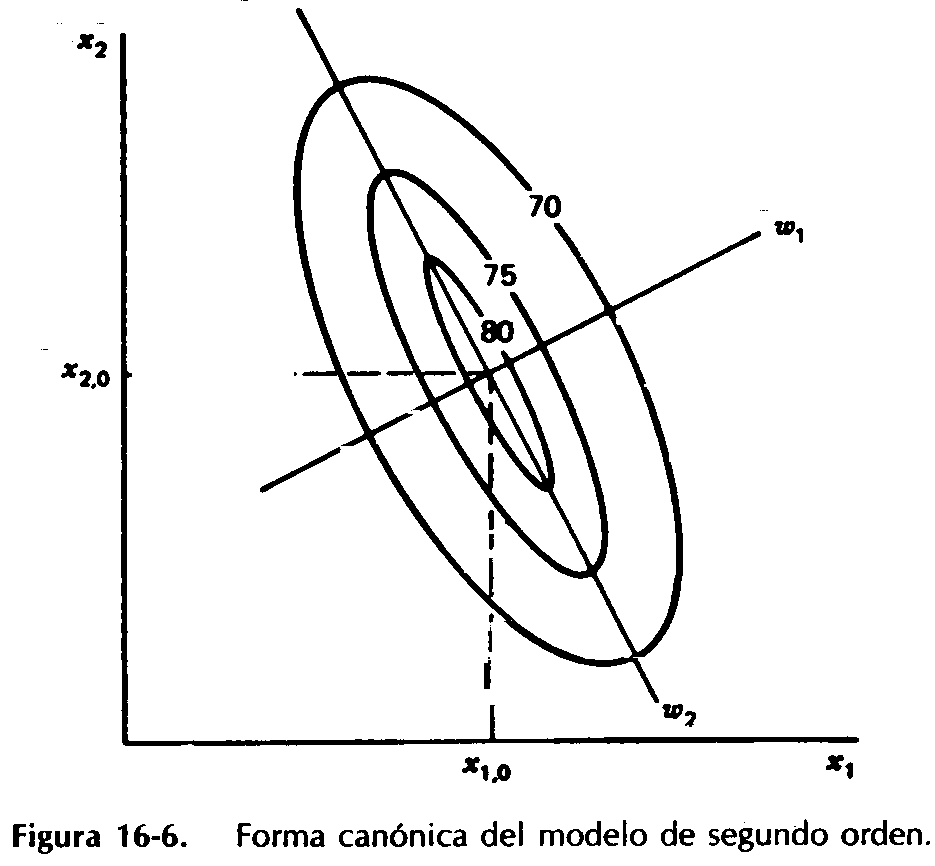 x₂
70
w₁
75
80
x₂,₀
w₂
x₁,₀
x₁
Figura 16-6. Forma canónica del modelo de segundo orden.